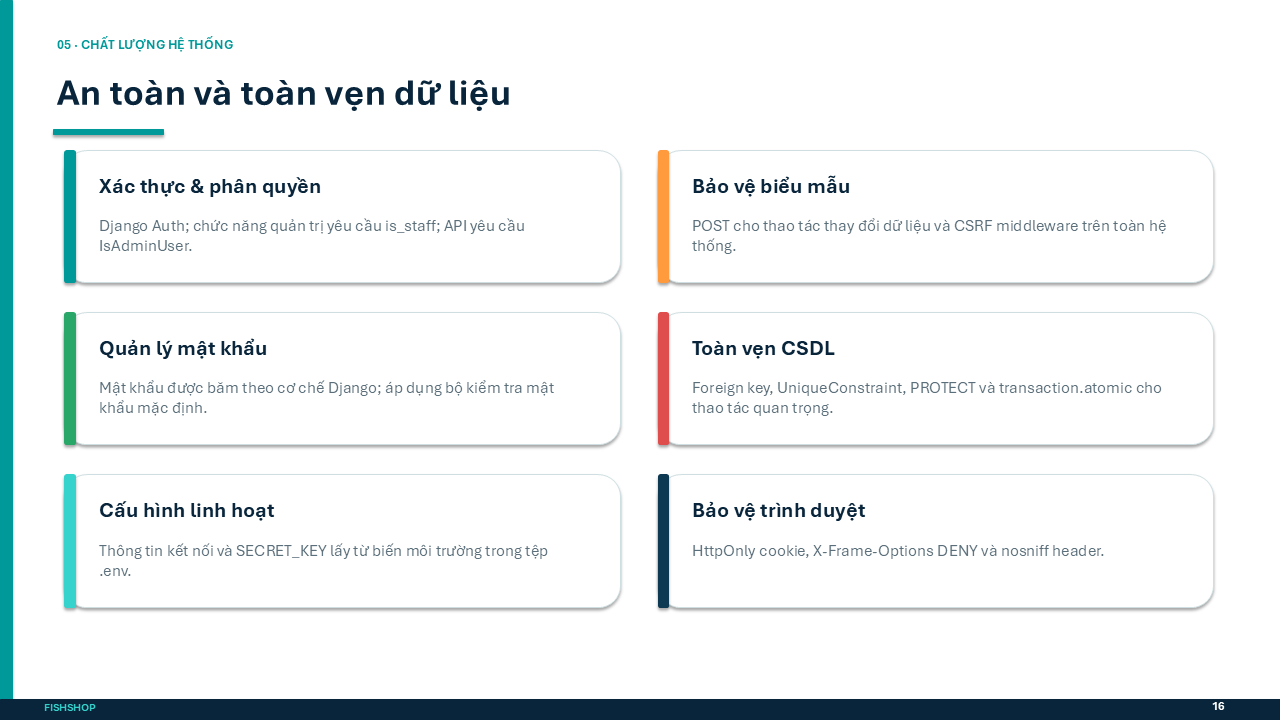 05 · CHẤT LƯỢNG HỆ THỐNG
An toàn và toàn vẹn dữ liệu
Xác thực & phân quyền
Django Auth; chức năng quản trị yêu cầu is_staff; API yêu cầu
IsAdminUser.
Bảo vệ biểu mẫu
POST cho thao tác thay đổi dữ liệu và CSRF middleware trên toàn hệ
thống.
Quản lý mật khẩu
Mật khẩu được băm theo cơ chế Django; áp dụng bộ kiểm tra mật
khẩu mặc định.
Toàn vẹn CSDL
Foreign key, UniqueConstraint, PROTECT và transaction.atomic cho
thao tác quan trọng.
Cấu hình linh hoạt
Thông tin kết nối và SECRET_KEY lấy từ biến môi trường trong tệp
.env.
Bảo vệ trình duyệt
HttpOnly cookie, X-Frame-Options DENY và nosniff header.
FISHSHOP
16